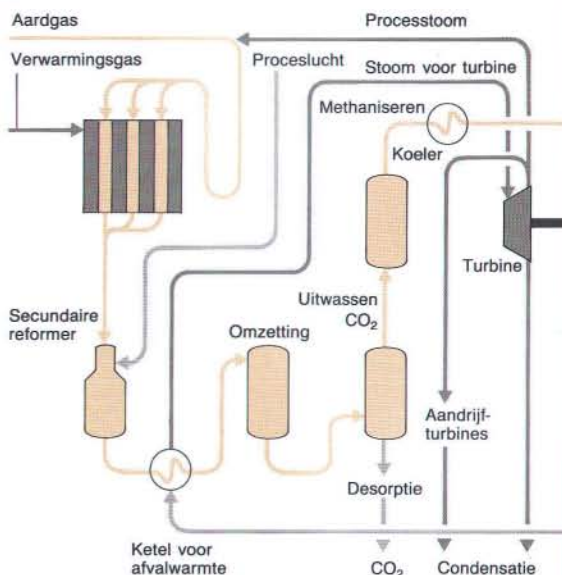 Aardgas
Processtoom
Verwarmingsgas
Proceslucht
Stoom voor turbine
Methaniseren
Koeler
Turbine
Secundaire
reformer
Omzetting
Uitwassen
CO₂
Aandrijf-
turbines
Desorptie
Ketel voor
afvalwarmte
CO₂
Condensatie